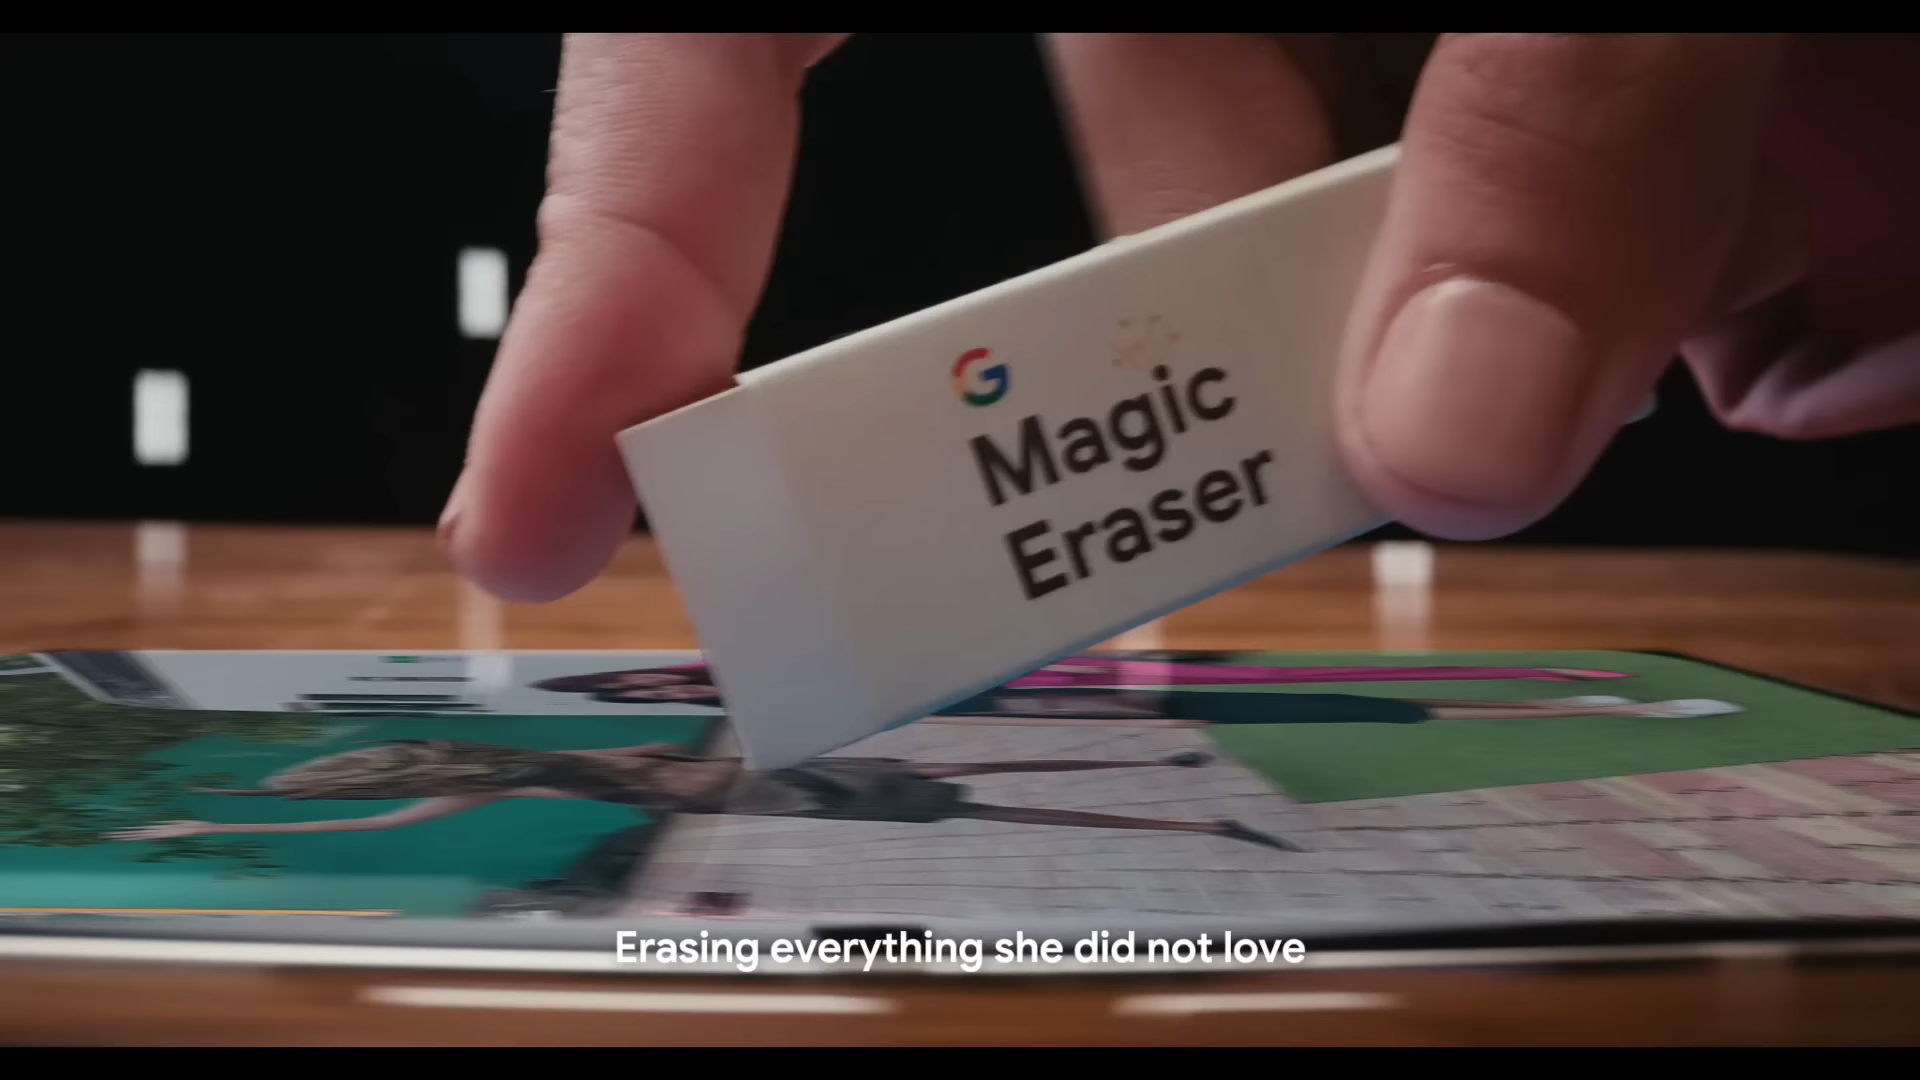 G
Magic
Eraser
Erasing everything she did not love